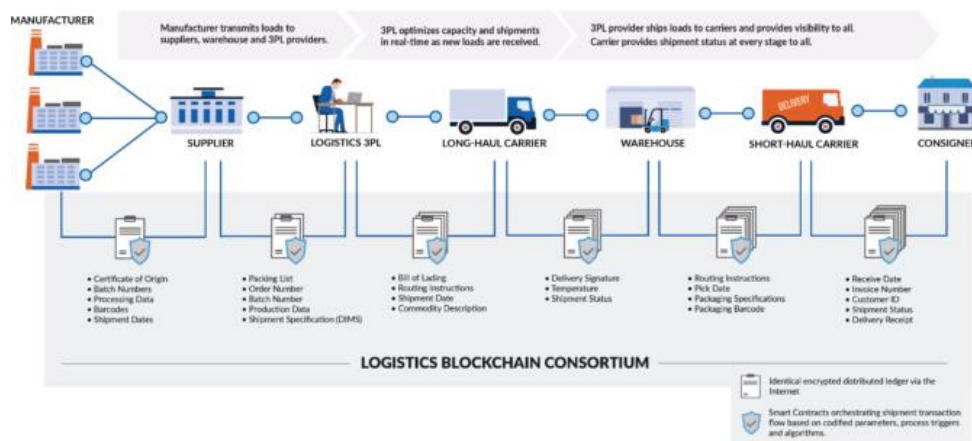 MANUFACTURER
Manufacturer transmits loads to
suppliers, warehouse and 3PL providers.
3PL optimizes capacity and shipments
in real-time as new loads are received.
3PL provider ships loads to carriers and provides visibility to all.
Carrier provides shipment status at every stage to all.
DELIVERY
SUPPLIER
LOGISTICS 3PL
LONG-HAUL CARRIER
WAREHOUSE
SHORT-HAUL CARRIER
CONSIGNE
• Certificate of Origin
• Batch Numbers
• Processing Data
• Barcodes
• Shipment Dates
• Packing List
• Order Number
• Batch Number
• Production Data
• Shipment Specification (DIMS)
• Bill of Lading
• Routing Instructions
• Shipment Date
• Commodity Description
• Delivery Signature
• Temperature
• Shipment Status
• Routing Instructions
• Pick Date
• Packaging Specifications
• Packaging Barcode
• Receive Date
• Invoice Number
• Customer ID
• Shipment Status
• Delivery Receipt
LOGISTICS BLOCKCHAIN CONSORTIUM
Identical encrypted distributed ledger via the
Internet
Smart Contracts orchestrating shipment transaction
flow based on codified parameters, process triggers
and algorithms.